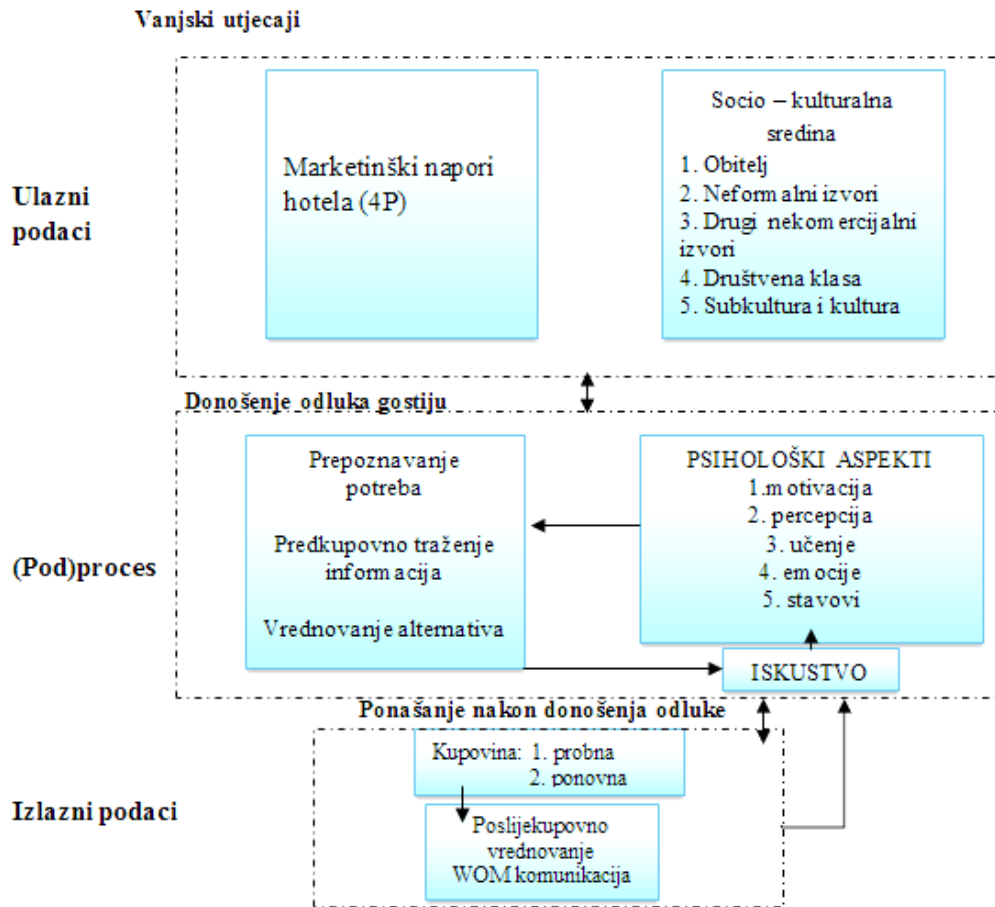 Vanjski utjecaji
Ulazni
podaci
Marketinški napori
hotela (4P)
Socio – kulturalna
sredina
1. Obitelj
2. Neformalni izvori
3. Drugi nekomercijalni
izvori
4. Društvena klasa
5. Subkultura i kultura
Donošenje odluka gostiju
(Pod)proces
Prepoznavanje
potreba
Predkupovno traženje
informacija
Vrednovanje alternativa
PSIHOLOŠKI ASPEKTI
1.motivacija
2. percepcija
3. učenje
4. emocije
5. stavovi
ISKUSTVO
Ponašanje nakon donošenja odluke
Izlazni podaci
Kupovina: 1. probna
2. ponovna
Poslijekupovno
vrednovanje
WOM komunikacija